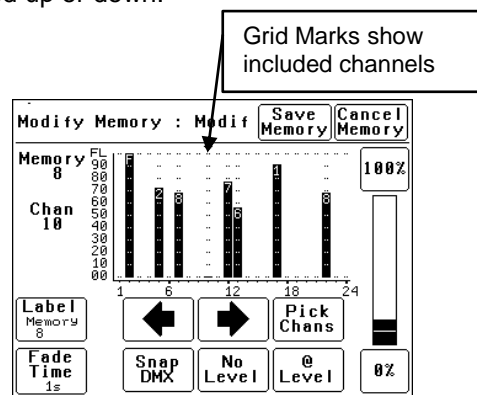 up or down.
Grid Marks show
included channels
Modify Memory : Modif
Save Memory
Cancel Memory
Memory
8
Chan
10
FL
90
80
70
60
50
40
30
20
10
00
F
2
8
7
6
1
8
1 6 12 18 24
100%
Label
Memory
8
Pick
Chans
Fade
Time
1s
Snap
DMX
No
Level
@
Level
0%